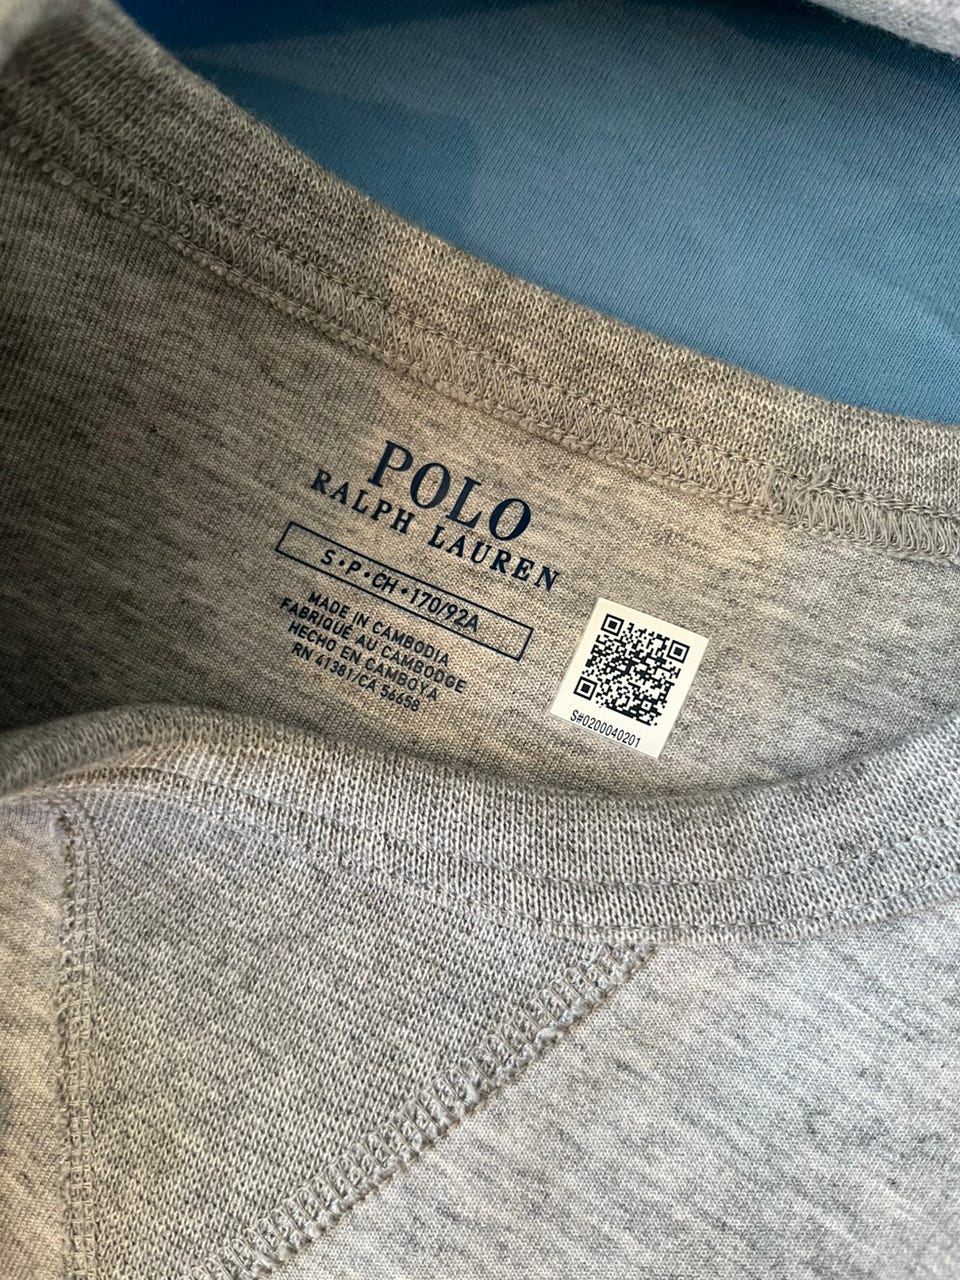 POLO
RALPH LAUREN
S•P•CH•170/92A
MADE IN CAMBODIA
FABRIQUÉ AU CAMBODGE
HECHO EN CAMBOYA
RN 41381/CA 56658
S#0200040201